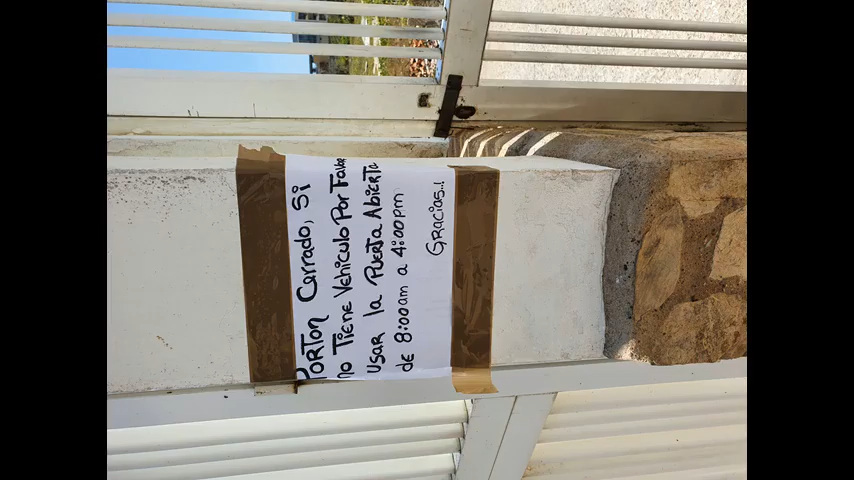 PORTON Cerrado, Si
no Tiene Vehiculo Por Favor
usar la Puerta Abierta
de 8:00am a 4:00pm
Gracias..!